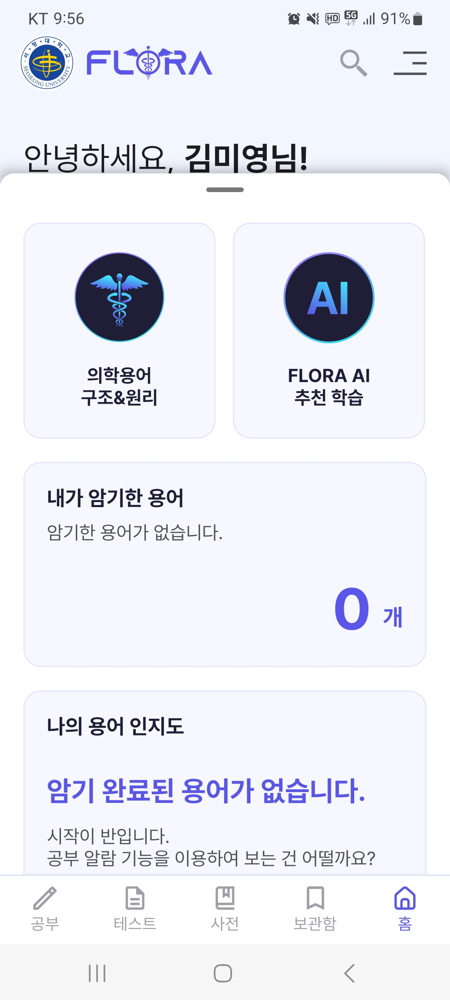 KT 9:56
HD 5G 91%
서정대학교
SEOJEONG UNIVERSITY
FLORA
안녕하세요, 김미영님!
AI
의학용어
구조&원리
FLORA AI
추천 학습
내가 암기한 용어
암기한 용어가 없습니다.
0 개
나의 용어 인지도
암기 완료된 용어가 없습니다.
시작이 반입니다.
공부 알람 기능을 이용하여 보는 건 어떨까요?
공부 테스트 사전 보관함 홈